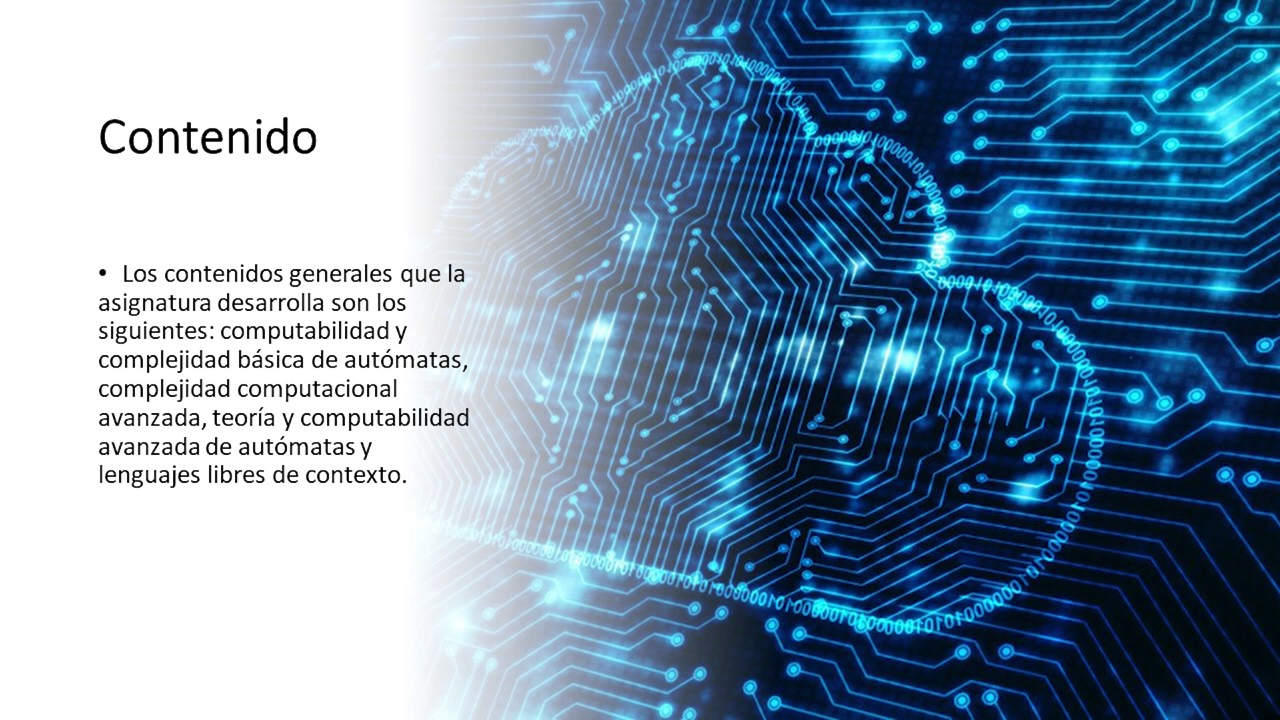 Contenido
• Los contenidos generales que la
asignatura desarrolla son los
siguientes: computabilidad y
complejidad básica de autómatas,
complejidad computacional
avanzada, teoría y computabilidad
avanzada de autómatas y
lenguajes libres de contexto.